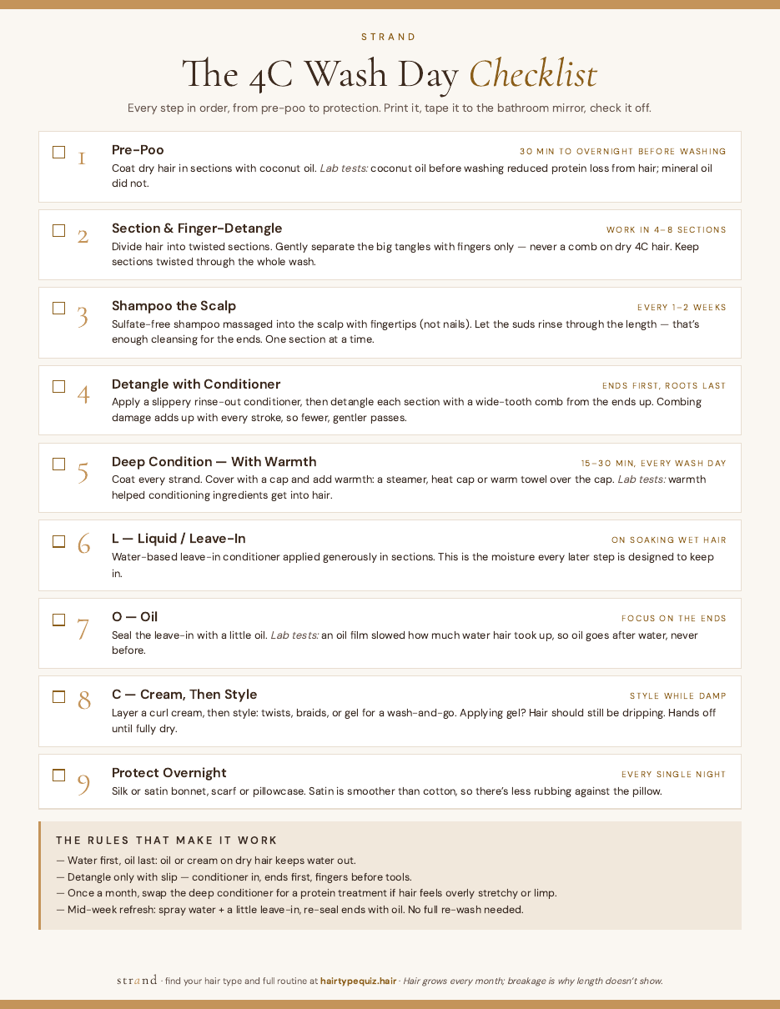 STRAND
The 4C Wash Day Checklist
Every step in order, from pre-poo to protection. Print it, tape it to the bathroom mirror, check it off.
1 Pre-Poo 30 MIN TO OVERNIGHT BEFORE WASHING
Coat dry hair in sections with coconut oil. Lab tests: coconut oil before washing reduced protein loss from hair; mineral oil
did not.
2 Section & Finger-Detangle WORK IN 4–8 SECTIONS
Divide hair into twisted sections. Gently separate the big tangles with fingers only — never a comb on dry 4C hair. Keep
sections twisted through the whole wash.
3 Shampoo the Scalp EVERY 1–2 WEEKS
Sulfate-free shampoo massaged into the scalp with fingertips (not nails). Let the suds rinse through the length — that’s
enough cleansing for the ends. One section at a time.
4 Detangle with Conditioner ENDS FIRST, ROOTS LAST
Apply a slippery rinse-out conditioner, then detangle each section with a wide-tooth comb from the ends up. Combing
damage adds up with every stroke, so fewer, gentler passes.
5 Deep Condition — With Warmth 15–30 MIN, EVERY WASH DAY
Coat every strand. Cover with a cap and add warmth: a steamer, heat cap or warm towel over the cap. Lab tests: warmth
helped conditioning ingredients get into hair.
6 L — Liquid / Leave-In ON SOAKING WET HAIR
Water-based leave-in conditioner applied generously in sections. This is the moisture every later step is designed to keep
in.
7 O — Oil FOCUS ON THE ENDS
Seal the leave-in with a little oil. Lab tests: an oil film slowed how much water hair took up, so oil goes after water, never
before.
8 C — Cream, Then Style STYLE WHILE DAMP
Layer a curl cream, then style: twists, braids, or gel for a wash-and-go. Applying gel? Hair should still be dripping. Hands off
until fully dry.
9 Protect Overnight EVERY SINGLE NIGHT
Silk or satin bonnet, scarf or pillowcase. Satin is smoother than cotton, so there’s less rubbing against the pillow.
THE RULES THAT MAKE IT WORK
— Water first, oil last: oil or cream on dry hair keeps water out.
— Detangle only with slip — conditioner in, ends first, fingers before tools.
— Once a month, swap the deep conditioner for a protein treatment if hair feels overly stretchy or limp.
— Mid-week refresh: spray water + a little leave-in, re-seal ends with oil. No full re-wash needed.
strand · find your hair type and full routine at hairtypequiz.hair · Hair grows every month; breakage is why length doesn’t show.